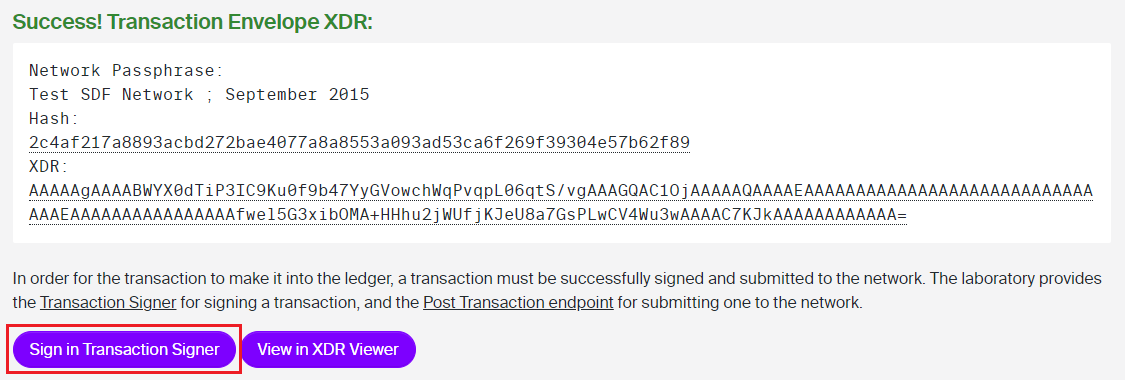 Success! Transaction Envelope XDR:
Network Passphrase:
Test SDF Network ; September 2015
Hash:
2c4af217a8893acbd272bae4077a8a8553a093ad53ca6f269f39304e57b62f89
XDR:
AAAAAgAAAABWYX0dTiP3IC9Ku0f9b47YyGVowchWqPvqpL06qtS/vgAAAGQAC1OjAAAAAQAAAAEAAAAAAAAAAAAAAAAAAAAAAAAAAAAA
AAAEAAAAAAAAAAAAAAAAfwel5G3xibOMA+HHhu2jWUfjKJeU8a7GsPLwCV4Wu3wAAAAC7KJkAAAAAAAAAAAA=
In order for the transaction to make it into the ledger, a transaction must be successfully signed and submitted to the network. The laboratory provides
the Transaction Signer for signing a transaction, and the Post Transaction endpoint for submitting one to the network.
Sign in Transaction Signer
View in XDR Viewer